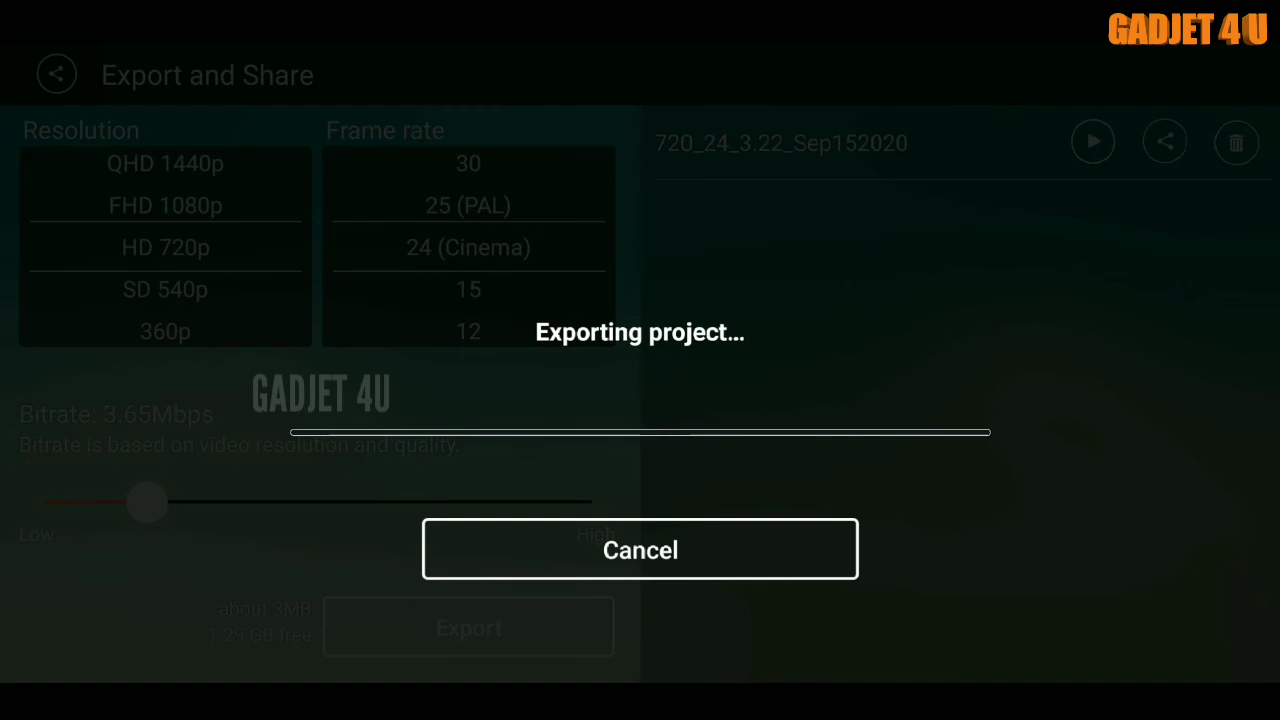 GADJET 4 U
Export and Share
Resolution
QHD 1440p
FHD 1080p
HD 720p
SD 540p
360p
Frame rate
30
25 (PAL)
24 (Cinema)
15
12
720_24_3.22_Sep152020
Exporting project...
GADJET 4U
Bitrate: 3.65Mbps
Bitrate is based on video resolution and quality.
Low
High
Cancel
about 3MB
1.29 GB free
Export